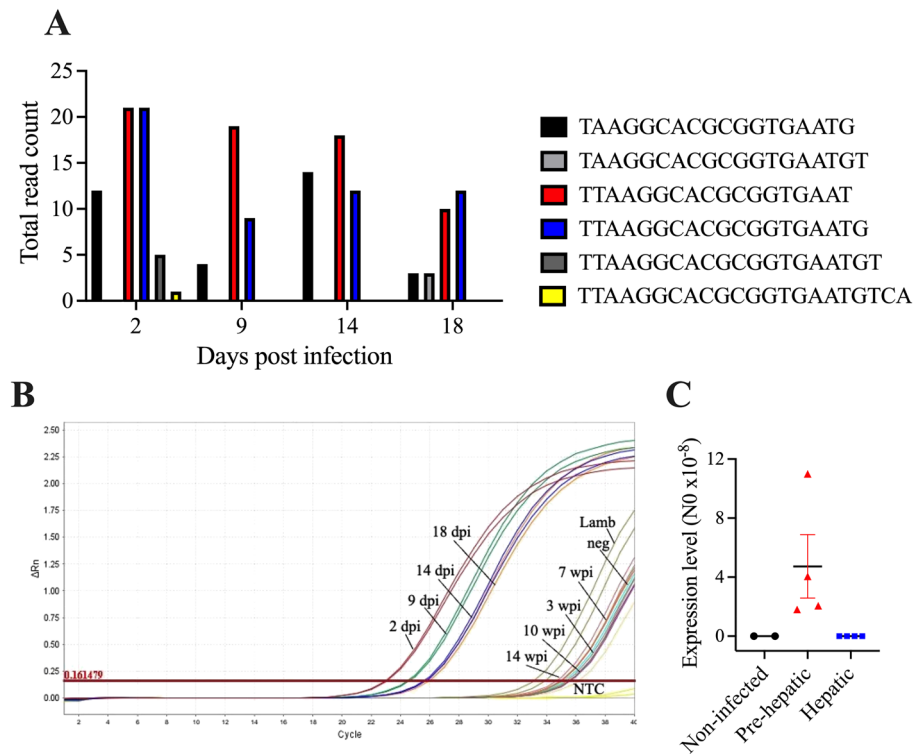 A
25
20
15
10
5
0
Total read count
2 9 14 18
Days post infection
TAAGGCACGCGGTGAATG
TAAGGCACGCGGTGAATGT
TTAAGGCACGCGGTGAAT
TTAAGGCACGCGGTGAATG
TTAAGGCACGCGGTGAATGT
TTAAGGCACGCGGTGAATGTCA
B
2.50
2.25
2.00
1.75
1.50
1.25
1.00
0.75
0.50
0.25
0.00
ΔRn
0.161479
18 dpi
14 dpi
9 dpi
2 dpi
Lamb
neg
7 wpi
3 wpi
10 wpi
14 wpi
NTC
2 4 6 8 10 12 14 16 18 20 22 24 26 28 30 32 34 36 38 40
Cycle
C
12
8
4
0
Expression level (N0 x10⁻⁸)
Non-infected
Pre-hepatic
Hepatic